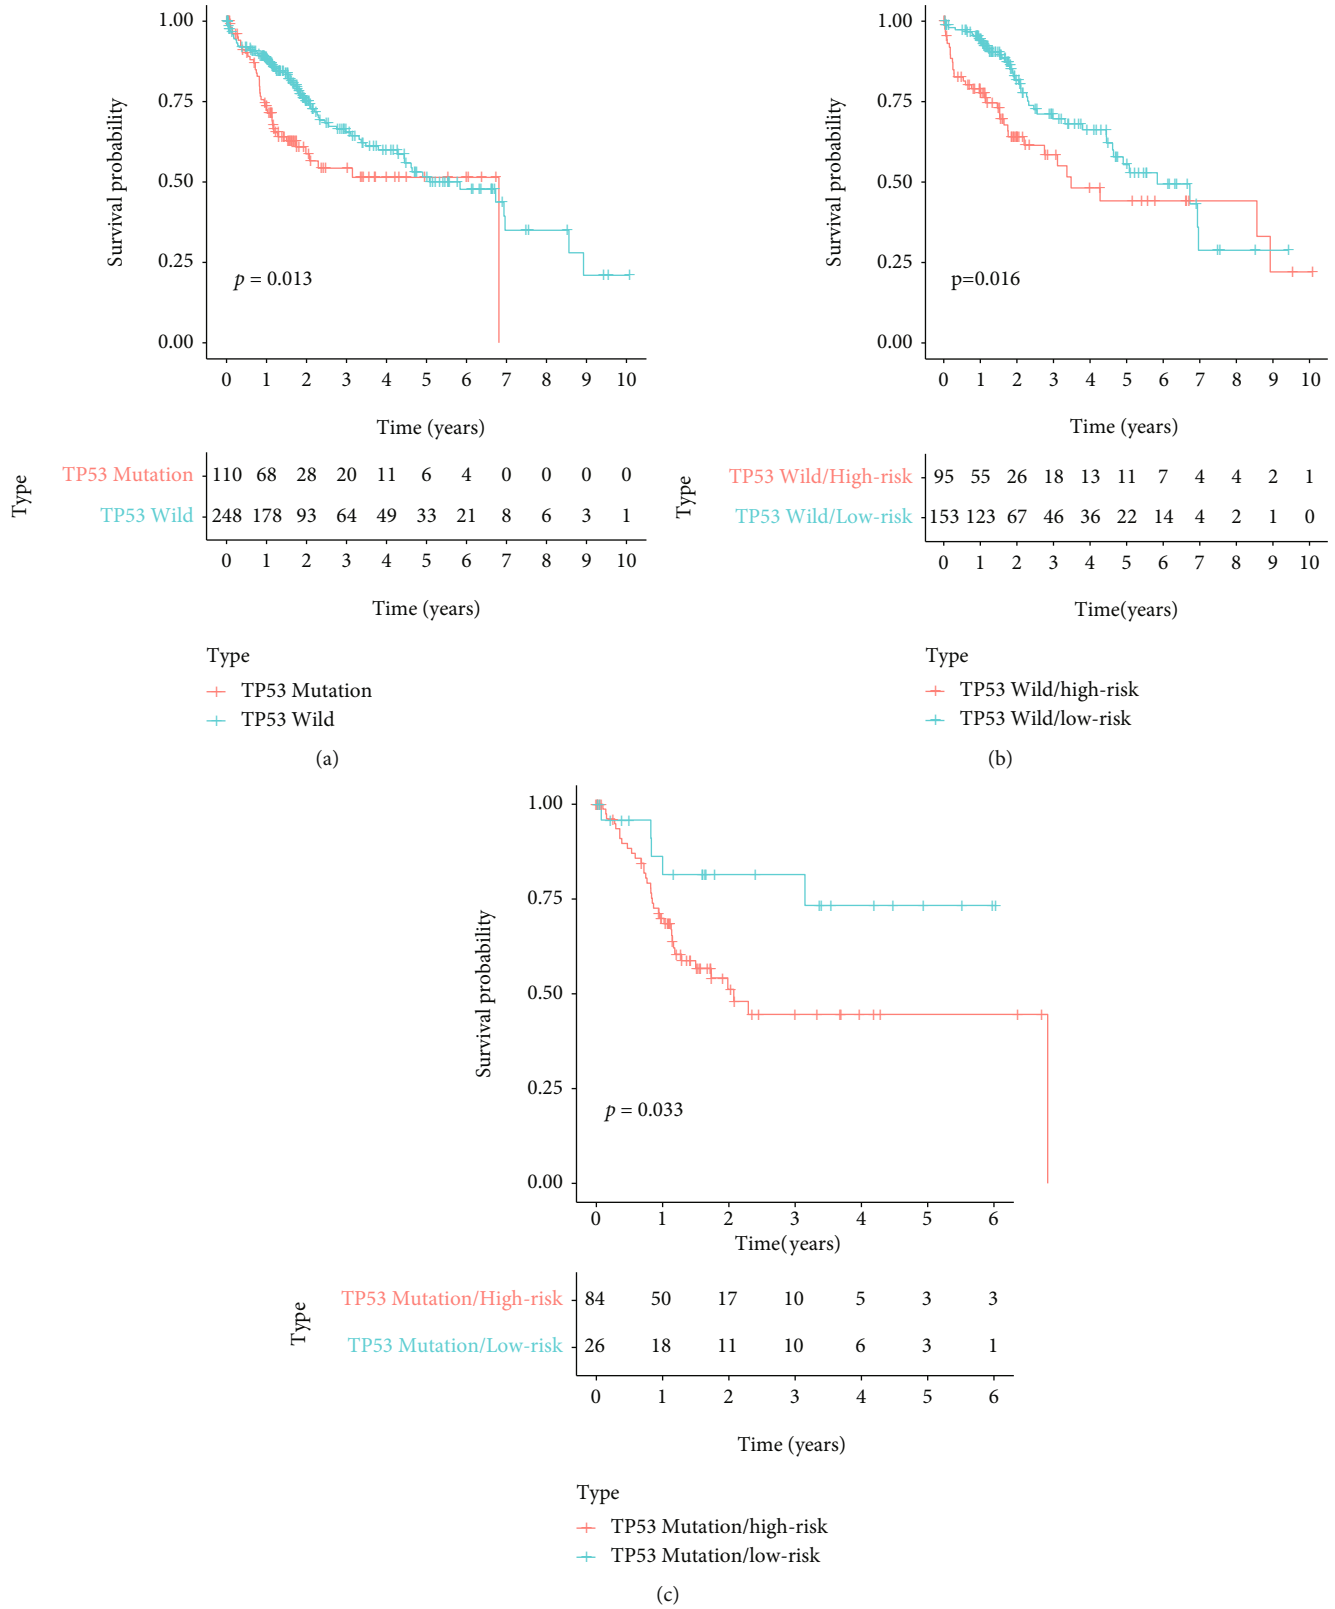 Survival probability
1.00
0.75
0.50
0.25
0.00
p = 0.013
0 1 2 3 4 5 6 7 8 9 10
Time (years)
Type
TP53 Mutation 110 68 28 20 11 6 4 0 0 0 0
TP53 Wild 248 178 93 64 49 33 21 8 6 3 1
0 1 2 3 4 5 6 7 8 9 10
Time (years)
Type
TP53 Mutation
TP53 Wild
(a)
Survival probability
1.00
0.75
0.50
0.25
0.00
p=0.016
0 1 2 3 4 5 6 7 8 9 10
Time (years)
Type
TP53 Wild/High-risk 95 55 26 18 13 11 7 4 4 2 1
TP53 Wild/Low-risk 153 123 67 46 36 22 14 4 2 1 0
0 1 2 3 4 5 6 7 8 9 10
Time(years)
Type
TP53 Wild/high-risk
TP53 Wild/low-risk
(b)
Survival probability
1.00
0.75
0.50
0.25
0.00
p = 0.033
0 1 2 3 4 5 6
Time(years)
Type
TP53 Mutation/High-risk 84 50 17 10 5 3 3
TP53 Mutation/Low-risk 26 18 11 10 6 3 1
0 1 2 3 4 5 6
Time (years)
Type
TP53 Mutation/high-risk
TP53 Mutation/low-risk
(c)